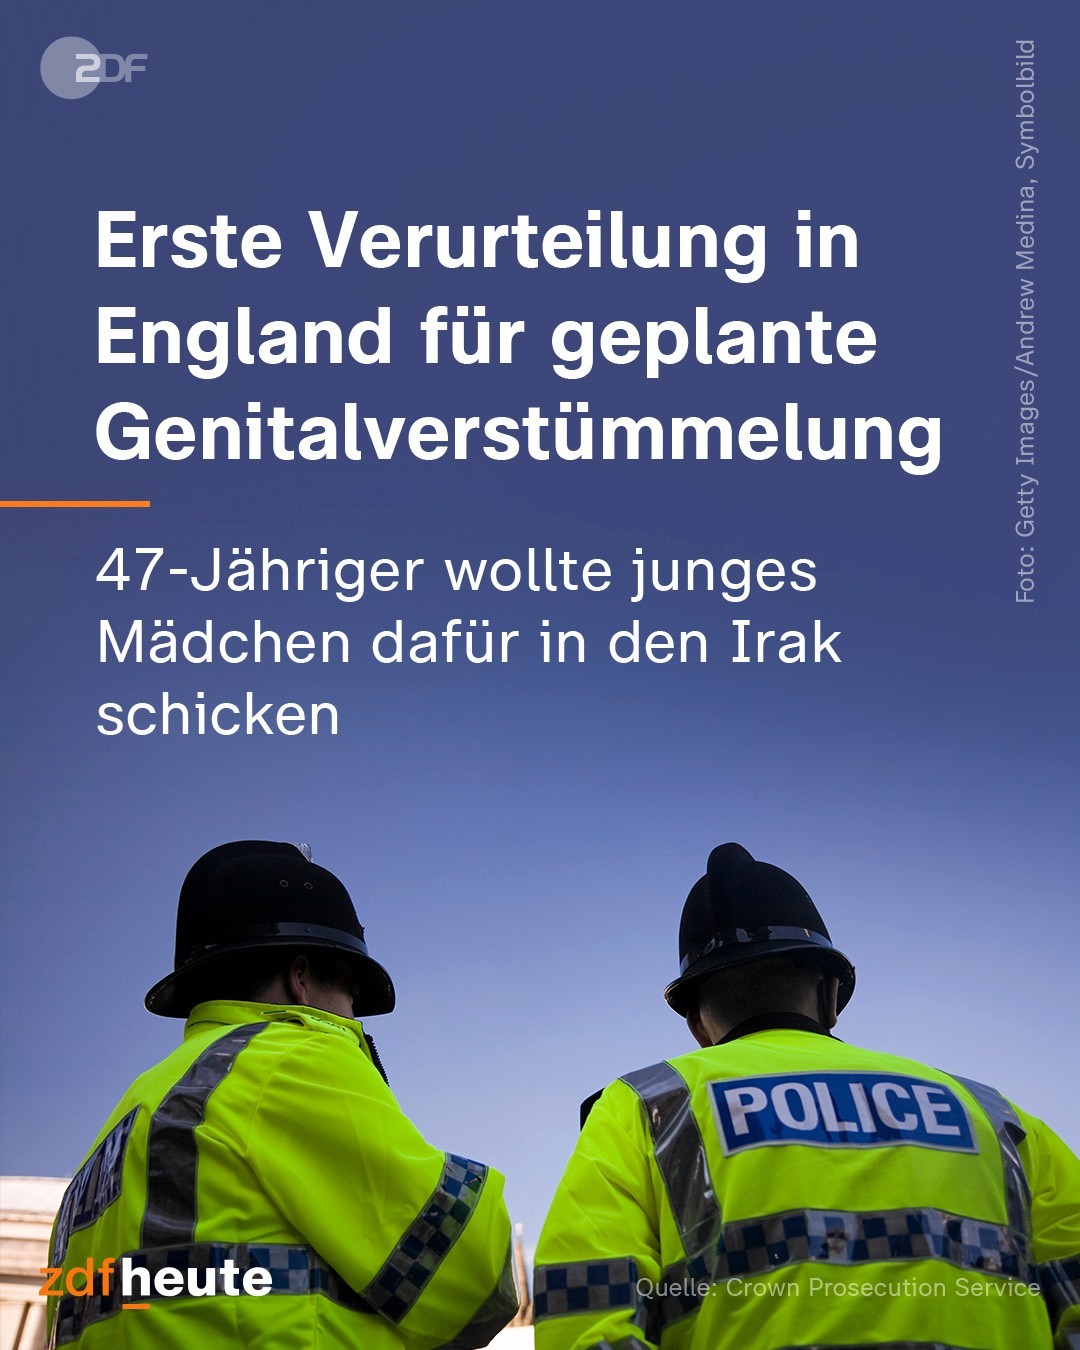 ZDF
Foto: Getty Images/Andrew Medina, Symbolbild
Erste Verurteilung in
England für geplante
Genitalverstümmelung
47-Jähriger wollte junges
Mädchen dafür in den Irak
schicken
POLICE
zdfheute
Quelle: Crown Prosecution Service